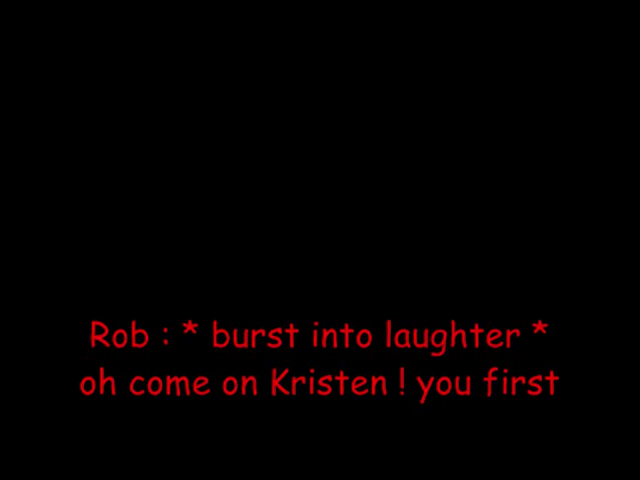 Rob : * burst into laughter *
oh come on Kristen ! you first